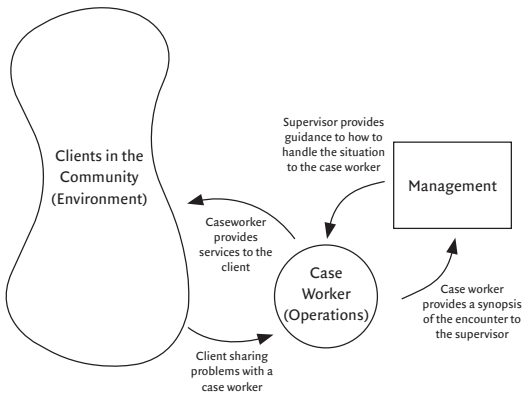 Clients in the
Community
(Environment)
Supervisor provides
guidance to how to
handle the situation
to the case worker
Management
Caseworker
provides
services to the
client
Case
Worker
(Operations)
Case worker
provides a synopsis
of the encounter to
the supervisor
Client sharing
problems with a
case worker